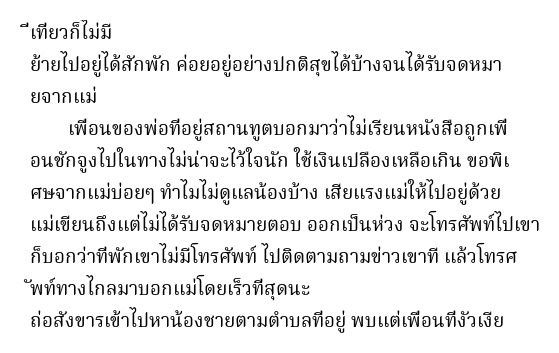 ีเทียวก็ไม่มี
ย้ายไปอยู่ได้สักพัก ค่อยอยู่อย่างปกติสุขได้บ้างจนได้รับจดหมา
ยจากแม่
เพื่อนของพ่อที่อยู่สถานทูตบอกมาว่าไม่เรียนหนังสือถูกเพื่
อนชักจูงไปในทางไม่น่าจะไว้ใจนัก ใช้เงินเปลืองเหลือเกิน ขอพิเ
ศษจากแม่บ่อยๆ ทำไมไม่ดูแลน้องบ้าง เสียแรงแม่ให้ไปอยู่ด้วย
แม่เขียนถึงแต่ไม่ได้รับจดหมายตอบ ออกเป็นห่วง จะโทรศัพท์ไปเขา
ก็บอกว่าที่พักเขาไม่มีโทรศัพท์ ไปติดตามถามข่าวเขาที แล้วโทรศ
ัพท์ทางไกลมาบอกแม่โดยเร็วที่สุดนะ
ถ่อสังขารเข้าไปหาน้องชายตามตำบลที่อยู่ พบแต่เพื่อนที่งัวเงีย